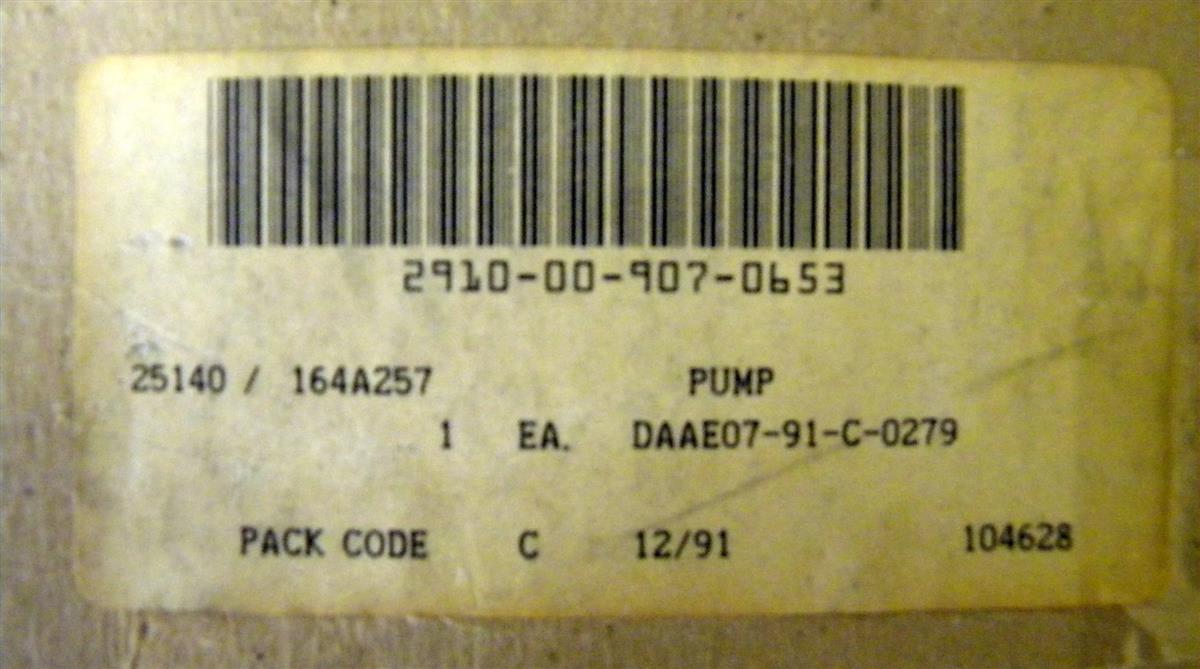 2910-00-907-0653
25140 / 164A257 PUMP
1 EA. DAAE07-91-C-0279
PACK CODE C 12/91 104628